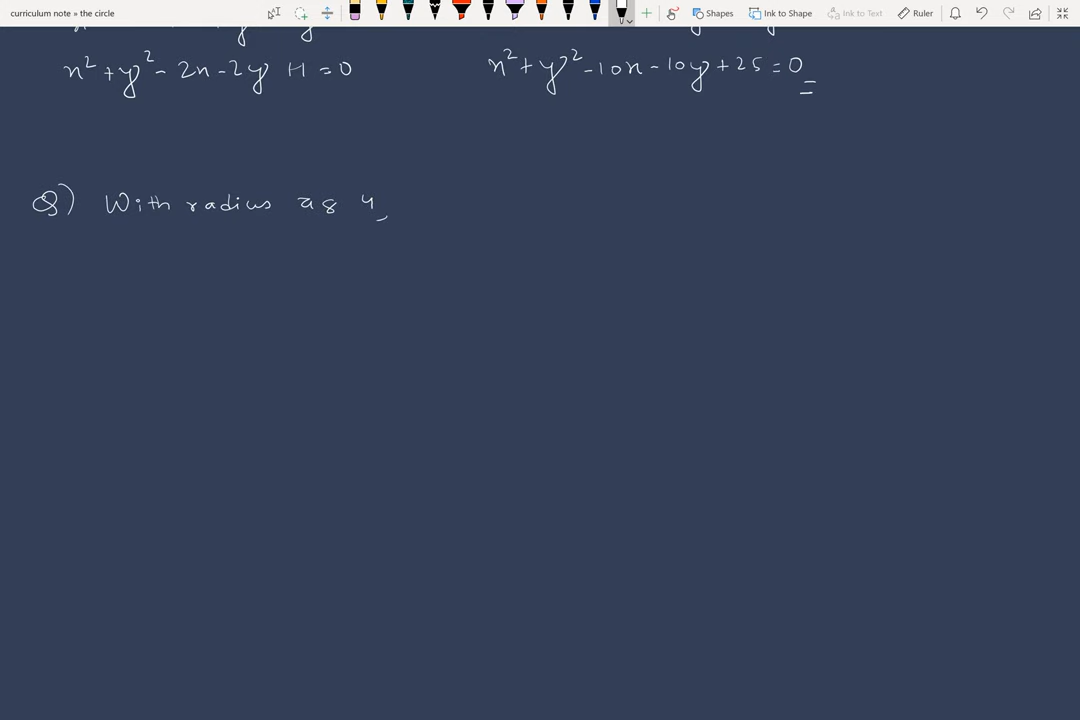 curriculum note » the circle Shapes Ink to Shape Ink to Text Ruler
x² + y² - 2x - 2y + 1 = 0
x² + y² - 10x - 10y + 25 = 0
Q) With radius as 4,